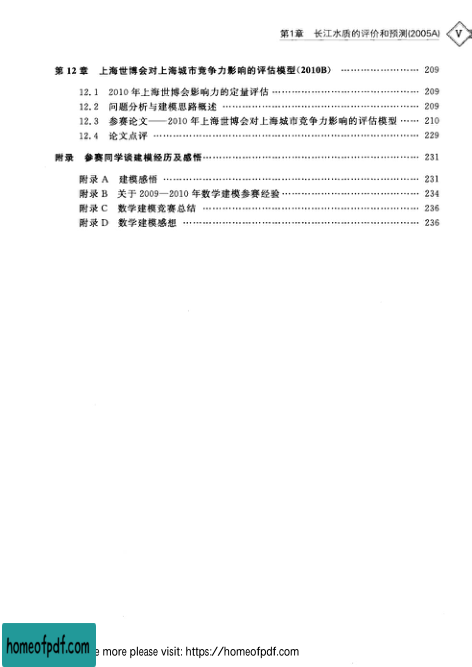 第1章 长江水质的评价和预测(2005A) V
第 12 章 上海世博会对上海城市竞争力影响的评估模型(2010B) ………………… 209
12.1 2010 年上海世博会影响力的定量评估 ………………………………… 209
12.2 问题分析与建模思路概述 ……………………………………………… 209
12.3 参赛论文——2010 年上海世博会对上海城市竞争力影响的评估模型 …… 210
12.4 论文点评 ………………………………………………………………… 229
附录 参赛同学谈建模经历及感悟 …………………………………………………… 231
附录 A 建模感悟 ……………………………………………………………… 231
附录 B 关于 2009—2010 年数学建模参赛经验 ……………………………… 234
附录 C 数学建模竞赛总结 …………………………………………………… 236
附录 D 数学建模感想 ………………………………………………………… 236
homeofpdf.com
e more please visit: https://homeofpdf.com